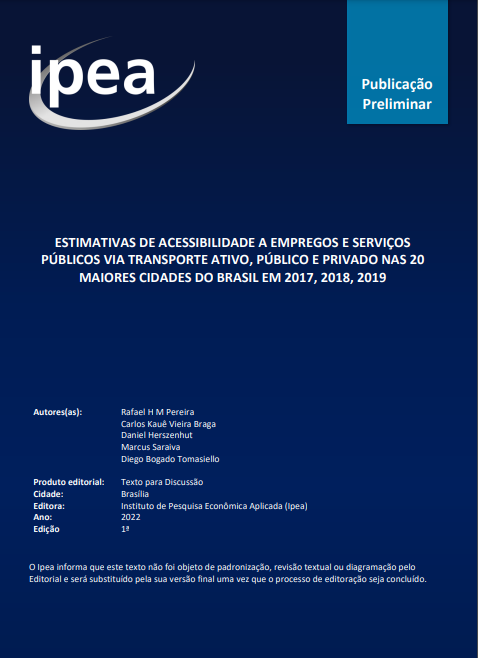 ipea
Publicação
Preliminar
ESTIMATIVAS DE ACESSIBILIDADE A EMPREGOS E SERVIÇOS
PÚBLICOS VIA TRANSPORTE ATIVO, PÚBLICO E PRIVADO NAS 20
MAIORES CIDADES DO BRASIL EM 2017, 2018, 2019
Autores(as): Rafael H M Pereira
Carlos Kauê Vieira Braga
Daniel Herszenhut
Marcus Saraiva
Diego Bogado Tomasiello
Produto editorial: Texto para Discussão
Cidade: Brasília
Editora: Instituto de Pesquisa Econômica Aplicada (Ipea)
Ano: 2022
Edição 1ª
O Ipea informa que este texto não foi objeto de padronização, revisão textual ou diagramação pelo
Editorial e será substituído pela sua versão final uma vez que o processo de editoração seja concluído.